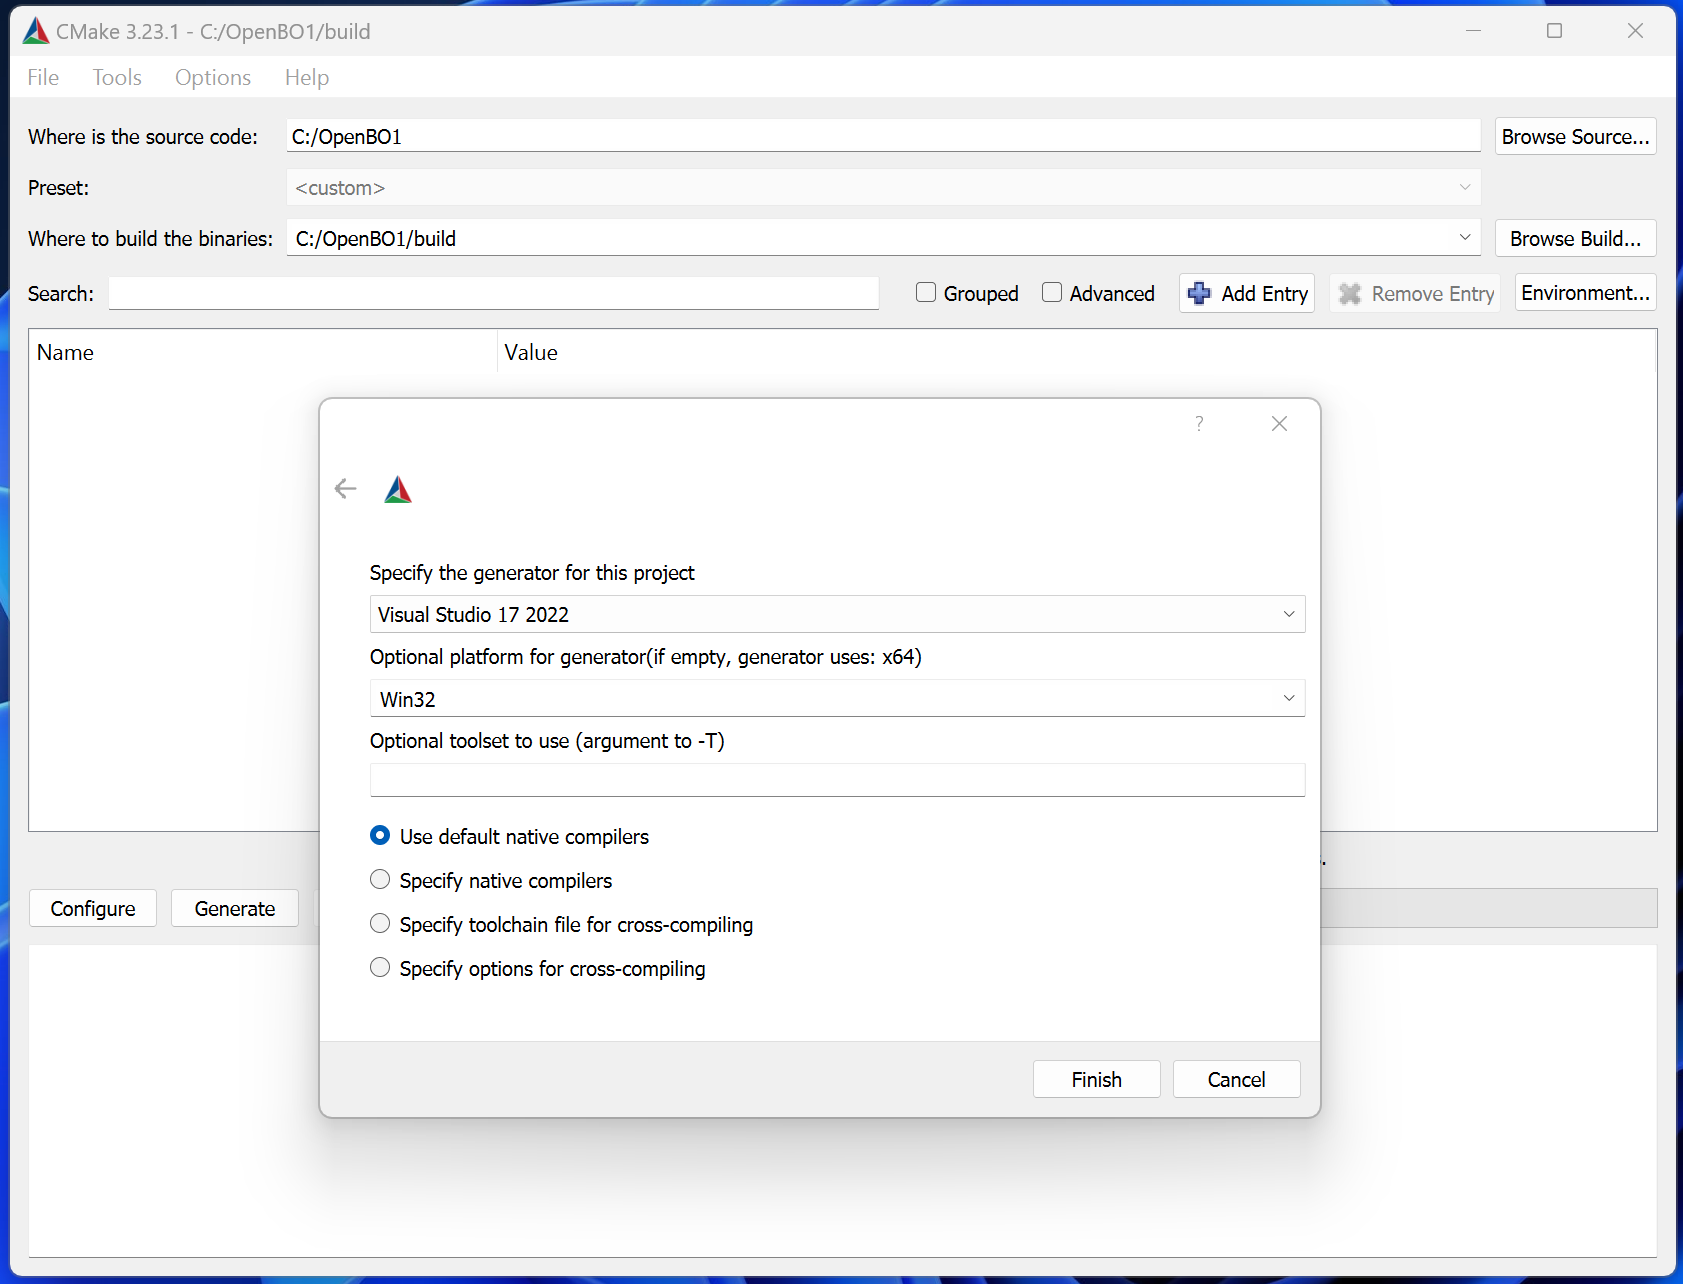 CMake 3.23.1 - C:/OpenBO1/build
File Tools Options Help
Where is the source code: C:/OpenBO1 Browse Source...
Preset: <custom>
Where to build the binaries: C:/OpenBO1/build Browse Build...
Search: Grouped Advanced Add Entry Remove Entry Environment...
Name Value
?
Specify the generator for this project
Visual Studio 17 2022
Optional platform for generator(if empty, generator uses: x64)
Win32
Optional toolset to use (argument to -T)
Use default native compilers
Specify native compilers
Specify toolchain file for cross-compiling
Specify options for cross-compiling
Configure Generate
Finish Cancel